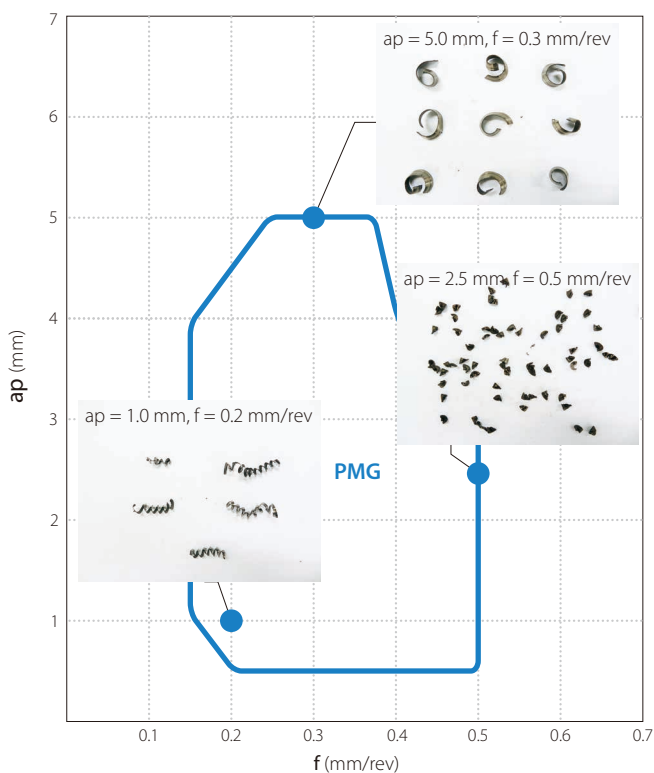 7
ap = 5.0 mm, f = 0.3 mm/rev
6
5
ap = 2.5 mm, f = 0.5 mm/rev
4
ap (mm)
3
ap = 1.0 mm, f = 0.2 mm/rev
PMG
2
1
0.1 0.2 0.3 0.4 0.5 0.6 0.7
f (mm/rev)